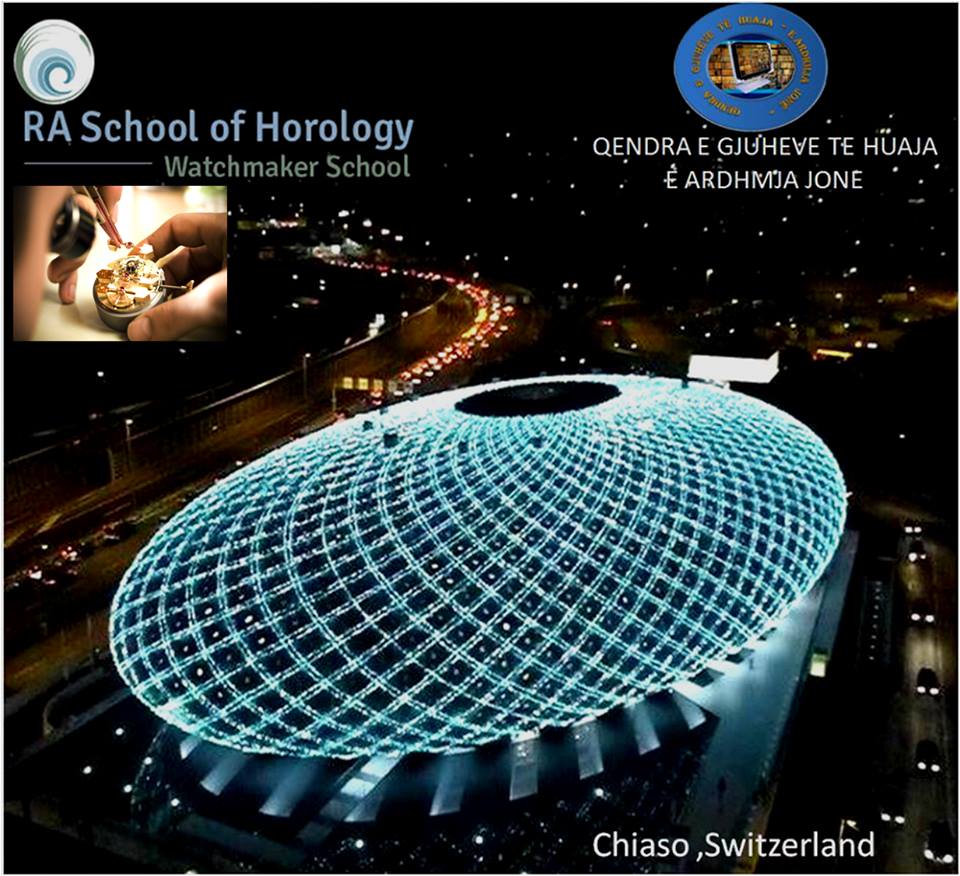 RA School of Horology
Watchmaker School
QENDRA E GJUHEVE TE HUAJA - E ARDHMJA JONE -
QENDRA E GJUHEVE TE HUAJA
E ARDHMJA JONE
Chiaso ,Switzerland